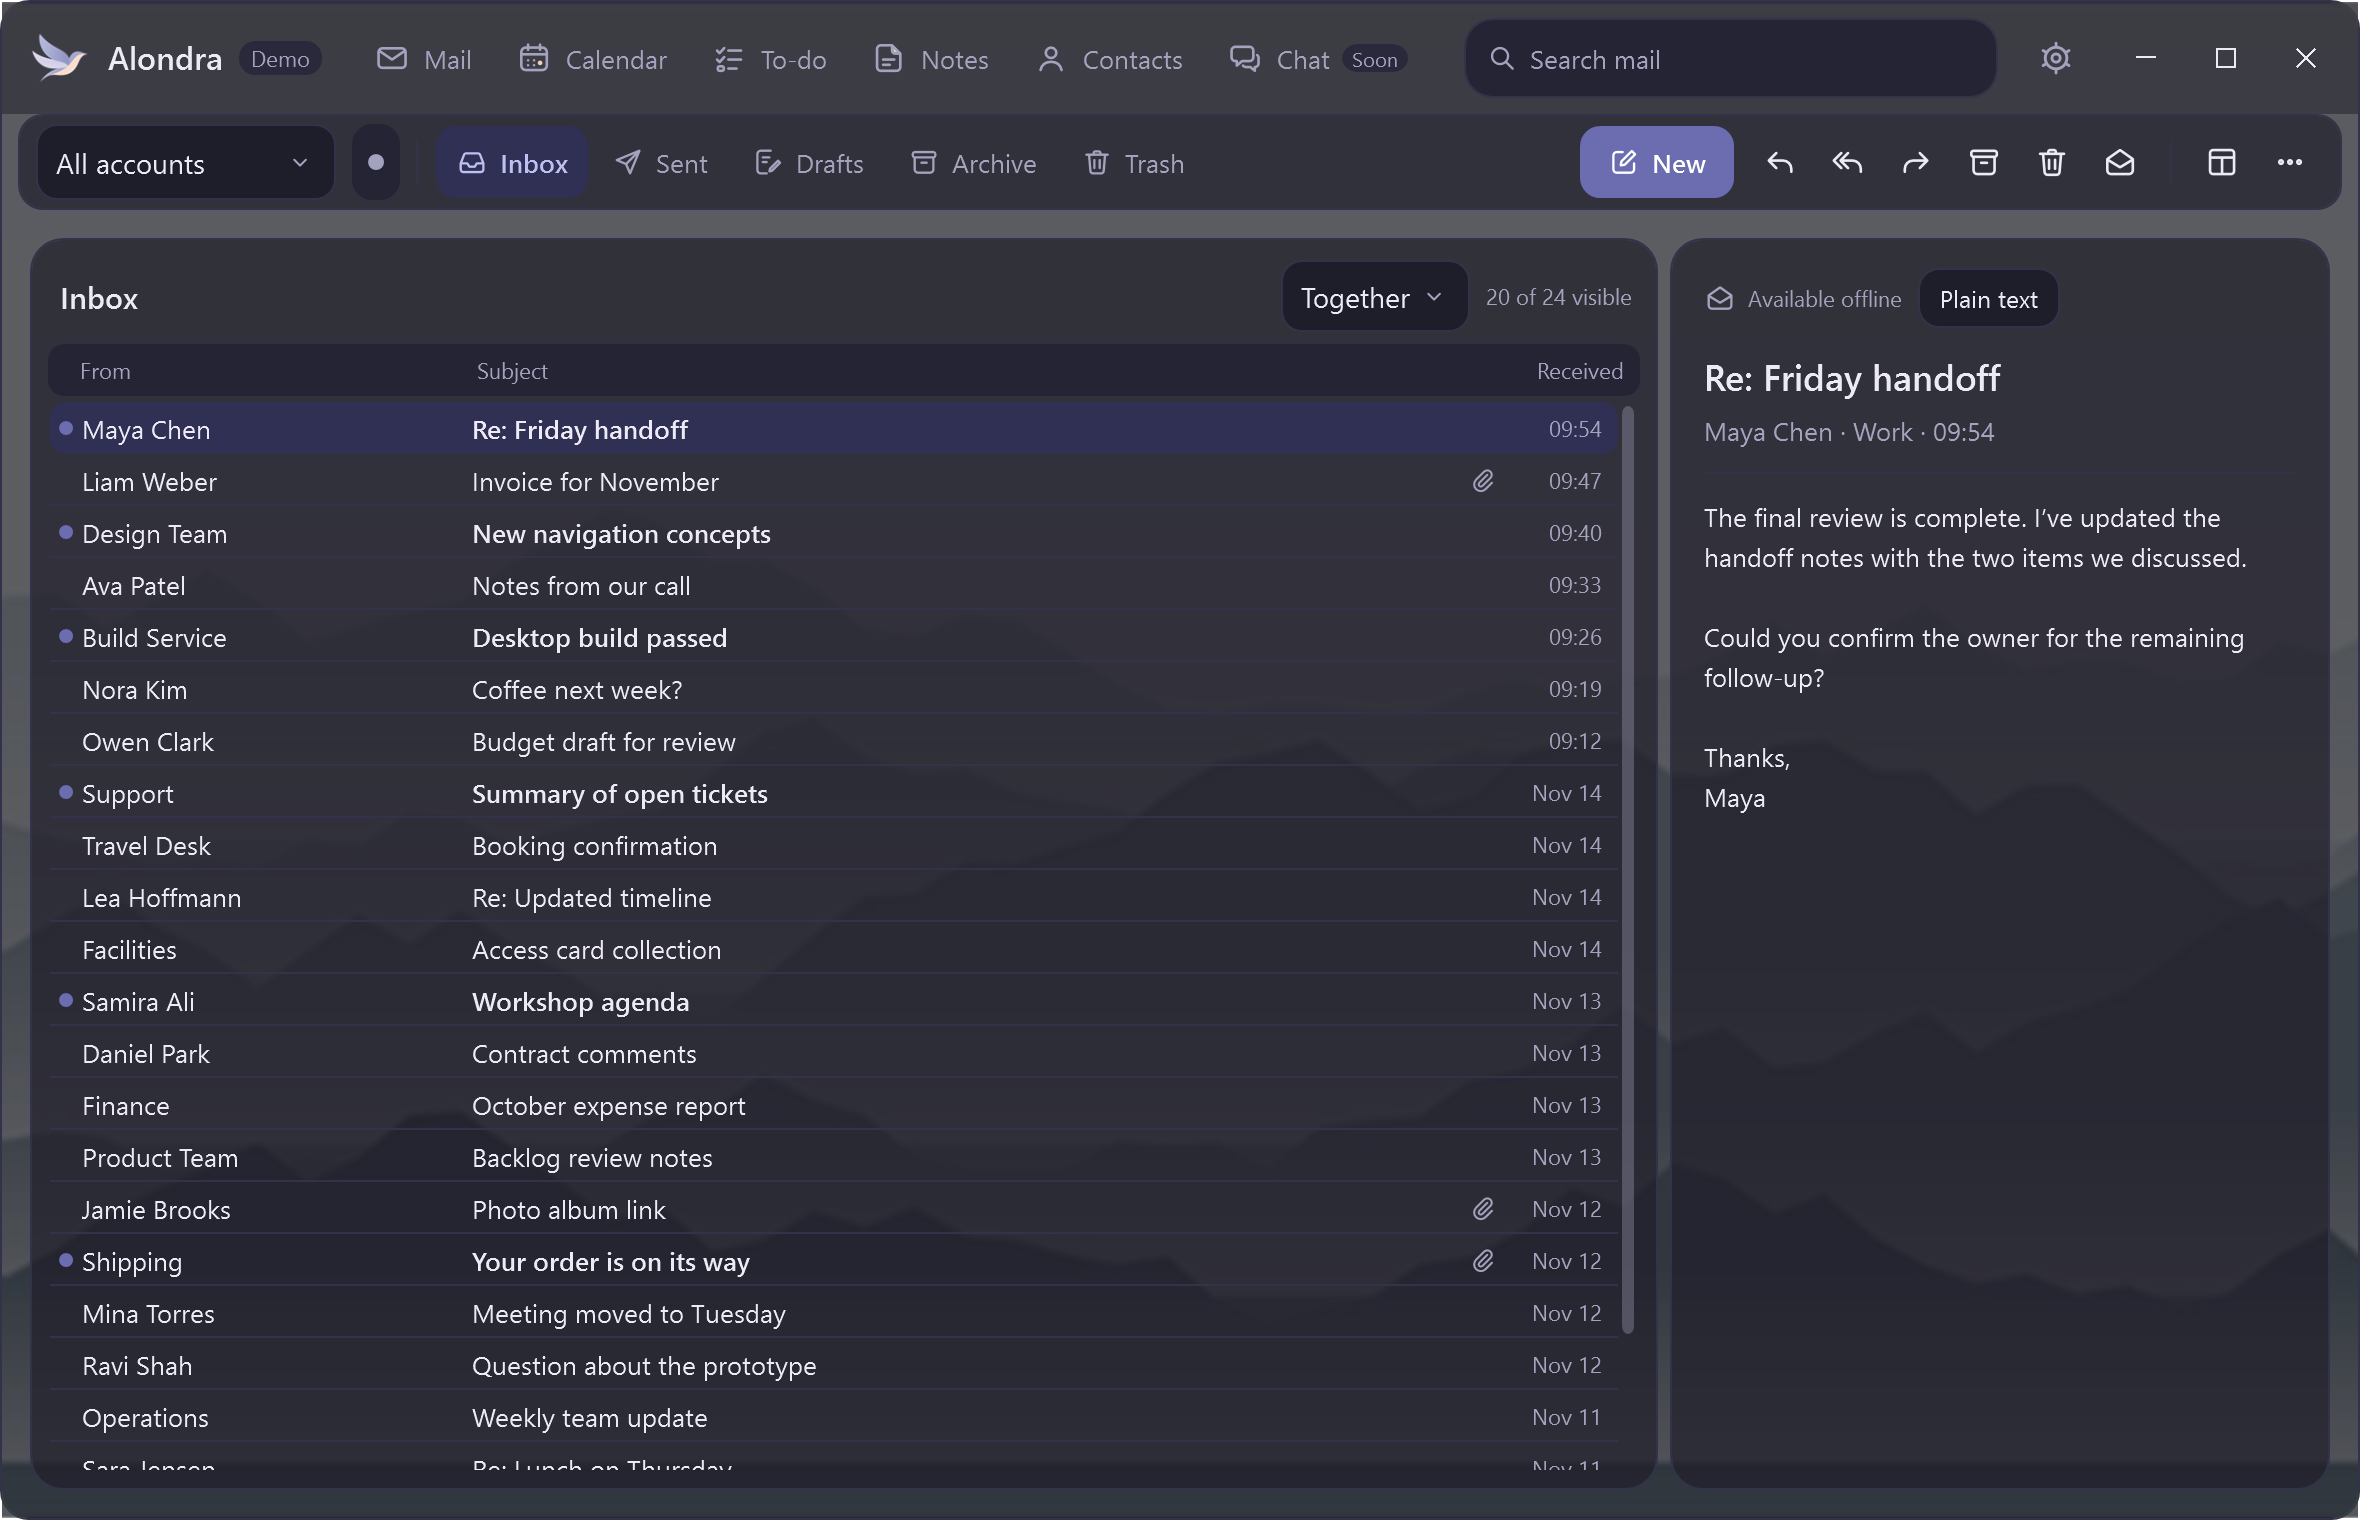 Alondra Demo Mail Calendar To-do Notes Contacts Chat Soon Search mail
All accounts Inbox Sent Drafts Archive Trash New
Inbox Together 20 of 24 visible
From Subject Received
Maya Chen Re: Friday handoff 09:54
Liam Weber Invoice for November 09:47
Design Team New navigation concepts 09:40
Ava Patel Notes from our call 09:33
Build Service Desktop build passed 09:26
Nora Kim Coffee next week? 09:19
Owen Clark Budget draft for review 09:12
Support Summary of open tickets Nov 14
Travel Desk Booking confirmation Nov 14
Lea Hoffmann Re: Updated timeline Nov 14
Facilities Access card collection Nov 14
Samira Ali Workshop agenda Nov 13
Daniel Park Contract comments Nov 13
Finance October expense report Nov 13
Product Team Backlog review notes Nov 13
Jamie Brooks Photo album link Nov 12
Shipping Your order is on its way Nov 12
Mina Torres Meeting moved to Tuesday Nov 12
Ravi Shah Question about the prototype Nov 12
Operations Weekly team update Nov 11
Sara Jensen Re: Lunch on Thursday Nov 11
Available offline Plain text
Re: Friday handoff
Maya Chen · Work · 09:54
The final review is complete. I’ve updated the
handoff notes with the two items we discussed.
Could you confirm the owner for the remaining
follow-up?
Thanks,
Maya